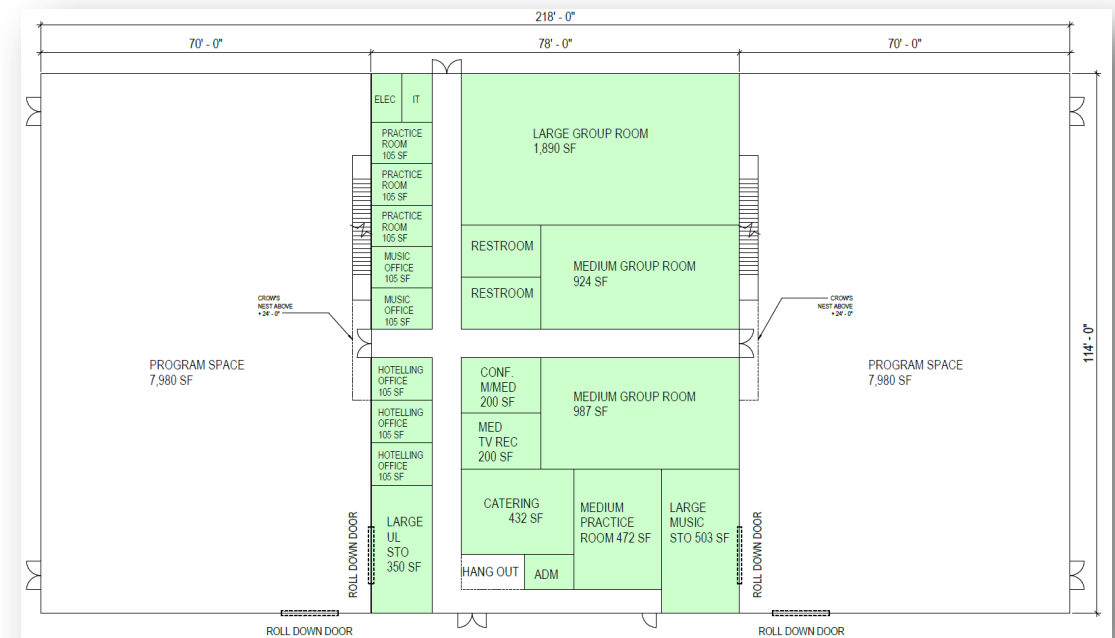 218' - 0"
70' - 0"
78' - 0"
70' - 0"
ELEC
IT
PRACTICE
ROOM
105 SF
PRACTICE
ROOM
105 SF
PRACTICE
ROOM
105 SF
MUSIC
OFFICE
105 SF
MUSIC
OFFICE
105 SF
LARGE GROUP ROOM
1,890 SF
RESTROOM
RESTROOM
MEDIUM GROUP ROOM
924 SF
CROW'S
NEST ABOVE
+ 24' - 0"
CROW'S
NEST ABOVE
+ 24' - 0"
114' - 0"
PROGRAM SPACE
7,980 SF
HOTELLING
OFFICE
105 SF
HOTELLING
OFFICE
105 SF
HOTELLING
OFFICE
105 SF
CONF.
M/MED
200 SF
MED
TV REC
200 SF
MEDIUM GROUP ROOM
987 SF
PROGRAM SPACE
7,980 SF
LARGE
UL
STO
350 SF
CATERING
432 SF
MEDIUM
PRACTICE
ROOM 472 SF
LARGE
MUSIC
STO 503 SF
HANG OUT
ADM
ROLL DOWN DOOR
ROLL DOWN DOOR
ROLL DOWN DOOR
ROLL DOWN DOOR